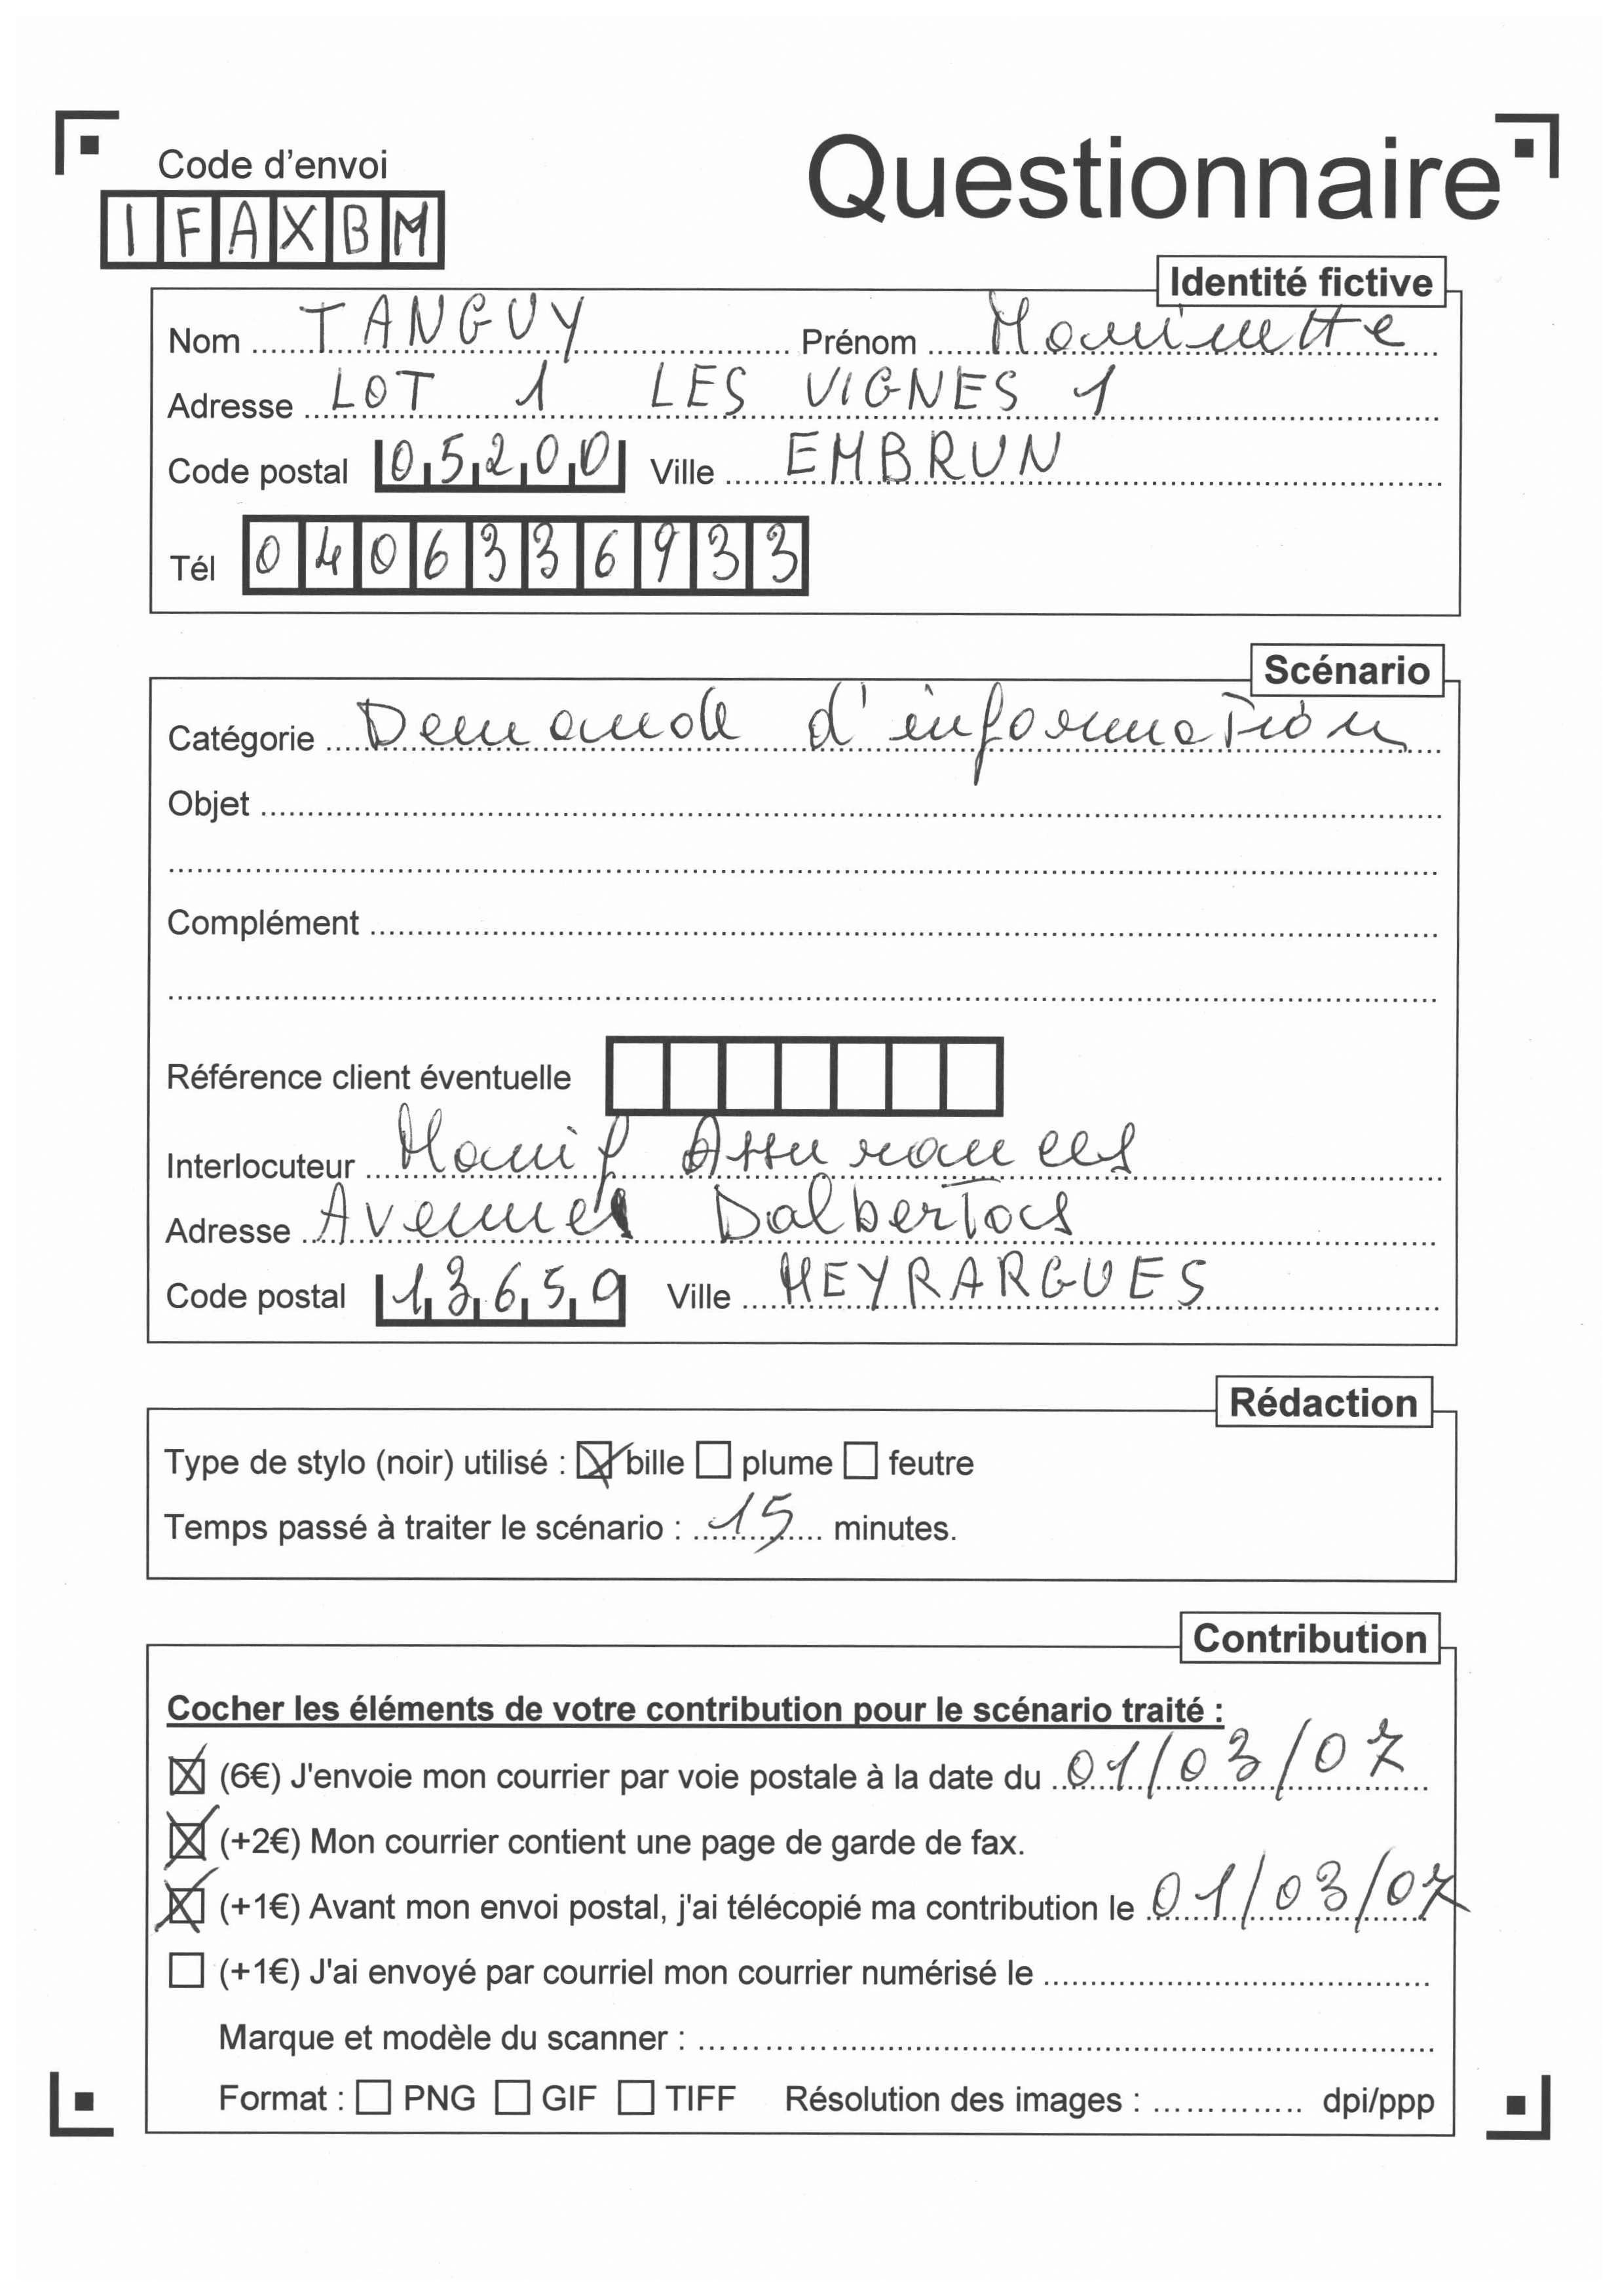 Code d'envoi
Questionnaire
IFAXBM
Identité fictive
Nom TANGUY Prénom
Adresse LOT 1 LES VIGNES 1
Code postal 05200 Ville EMBRUN
Tél 0406336933
Scénario
Catégorie Demande d'information
Objet
Complément
Référence client éventuelle
Interlocuteur Assurances
Adresse Avenue
Code postal 13659 Ville MEYRARGUES
Rédaction
Type de stylo (noir) utilisé : ☒ bille ☐ plume ☐ feutre
Temps passé à traiter le scénario : 15 minutes.
Contribution
Cocher les éléments de votre contribution pour le scénario traité :
☒ (6€) J'envoie mon courrier par voie postale à la date du 01/03/07
☒ (+2€) Mon courrier contient une page de garde de fax.
☒ (+1€) Avant mon envoi postal, j'ai télécopié ma contribution le 01/03/07
☐ (+1€) J'ai envoyé par courriel mon courrier numérisé le
Marque et modèle du scanner :
Format : ☐ PNG ☐ GIF ☐ TIFF Résolution des images : dpi/ppp